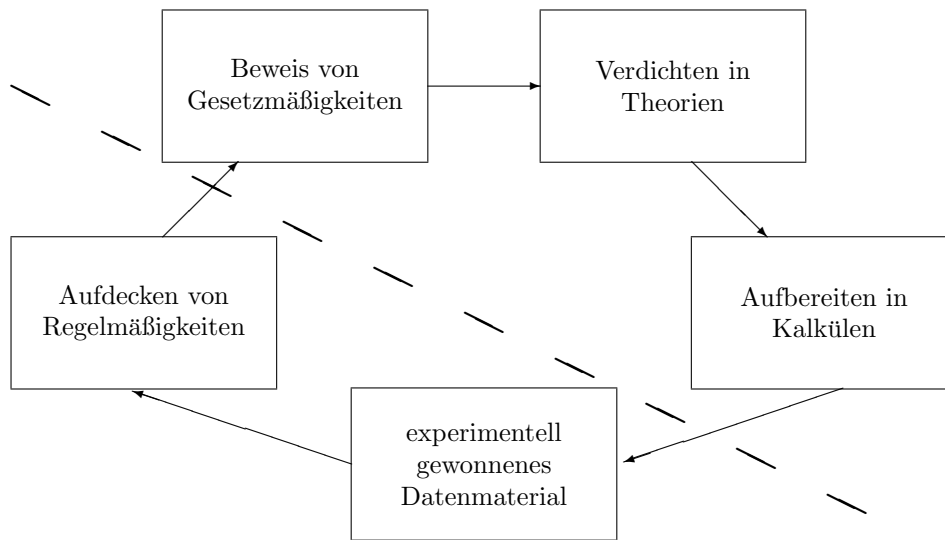 Beweis von
Gesetzmäßigkeiten
Verdichten in
Theorien
Aufdecken von
Regelmäßigkeiten
Aufbereiten in
Kalkülen
experimentell
gewonnenes
Datenmaterial